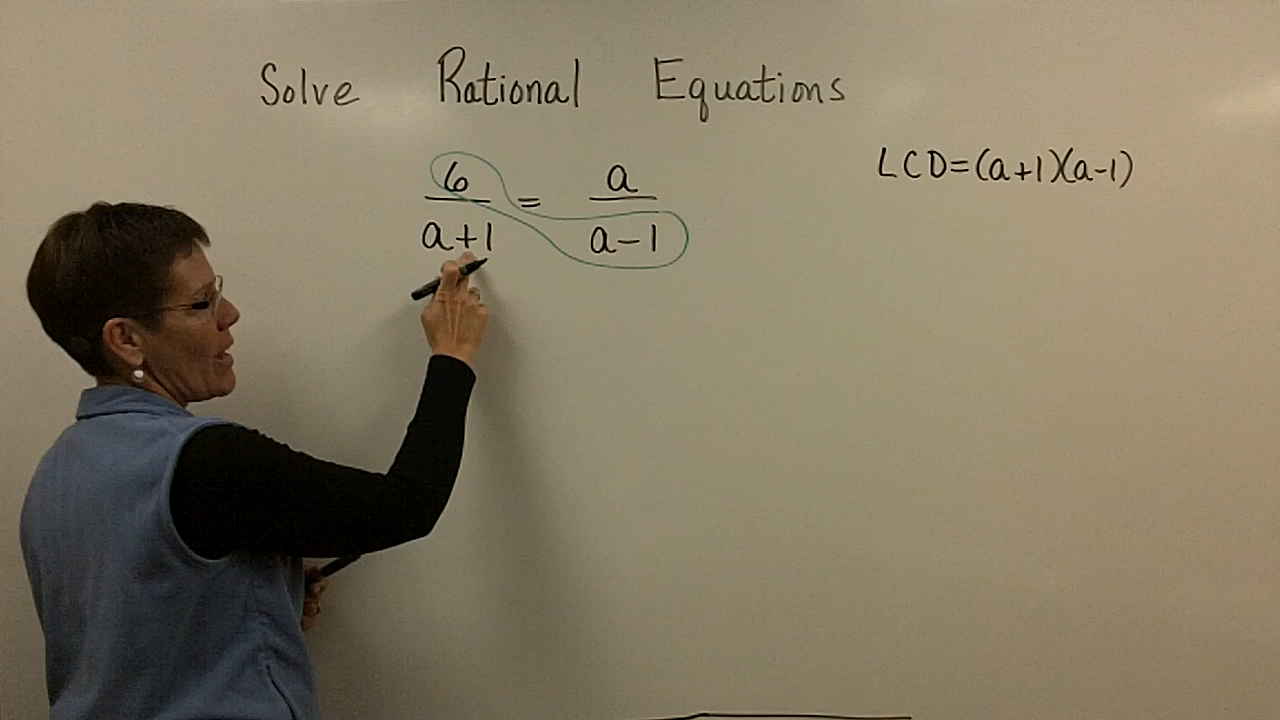 Solve Rational Equations
LCD=(a+1)(a-1)
6/(a+1) = a/(a-1)